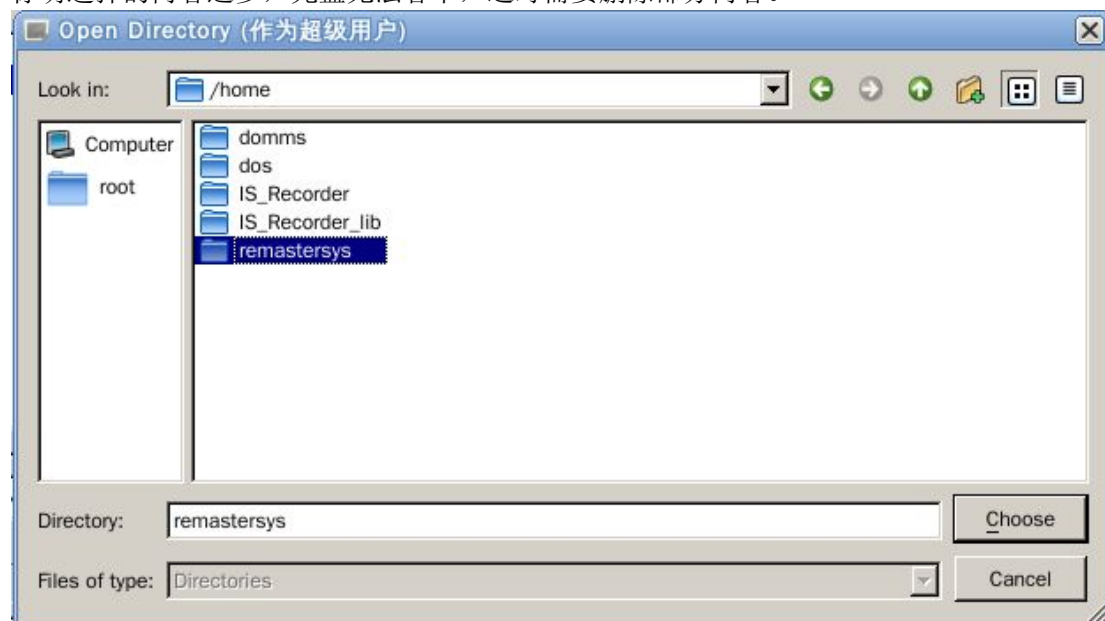 Open Directory (作为超级用户)
Look in: /home
Computer
root
domms
dos
IS_Recorder
IS_Recorder_lib
remastersys
Directory: remastersys Choose
Files of type: Directories Cancel